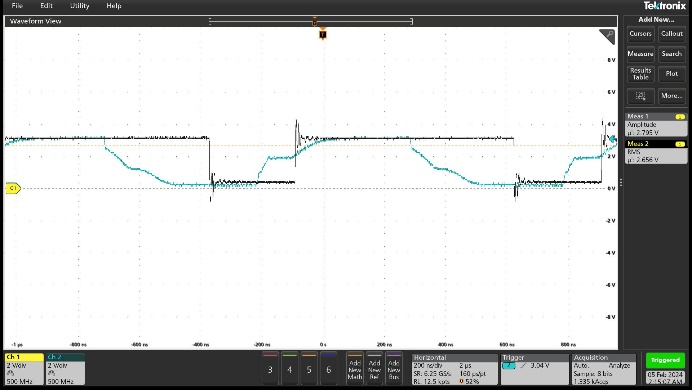 File Edit Utility Help
Tektronix
Waveform View
Add New...
Cursors Callout
Measure Search
Results Table Plot
More...
Meas 1 1
Amplitude
µ: 2.795 V
Meas 2 1
RMS
µ: 2.656 V
T
8 V
6 V
4 V
2 V
C1
-2 V
-4 V
-6 V
-8 V
-1 µs -800 ns -600 ns -400 ns -200 ns 0 s 200 ns 400 ns 600 ns 800 ns
Ch 1
2 V/div
500 MHz
Ch 2
2 V/div
500 MHz
3 4 5 6
Add New Math
Add New Ref
Add New Bus
Horizontal
200 ns/div 2 µs
SR: 6.25 GS/s 160 ps/pt
RL: 12.5 kpts 52%
Trigger
2 3.04 V
Acquisition
Auto, Analyze
Sample: 8 bits
1.335 kAcqs
Triggered
05 Feb 2024
2:15:07 AM